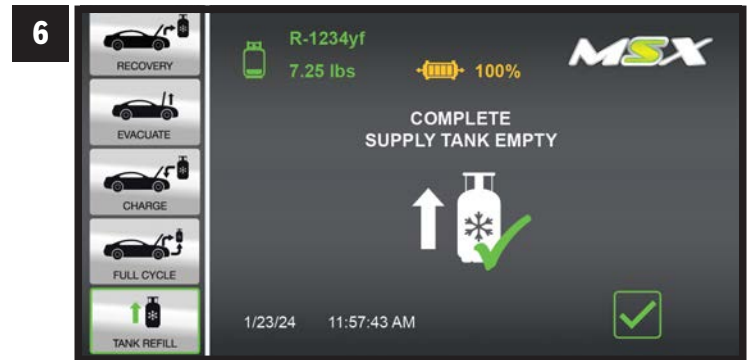 6
RECOVERY
EVACUATE
CHARGE
FULL CYCLE
TANK REFILL
R-1234yf
7.25 lbs
100%
MSX
COMPLETE
SUPPLY TANK EMPTY
1/23/24 11:57:43 AM